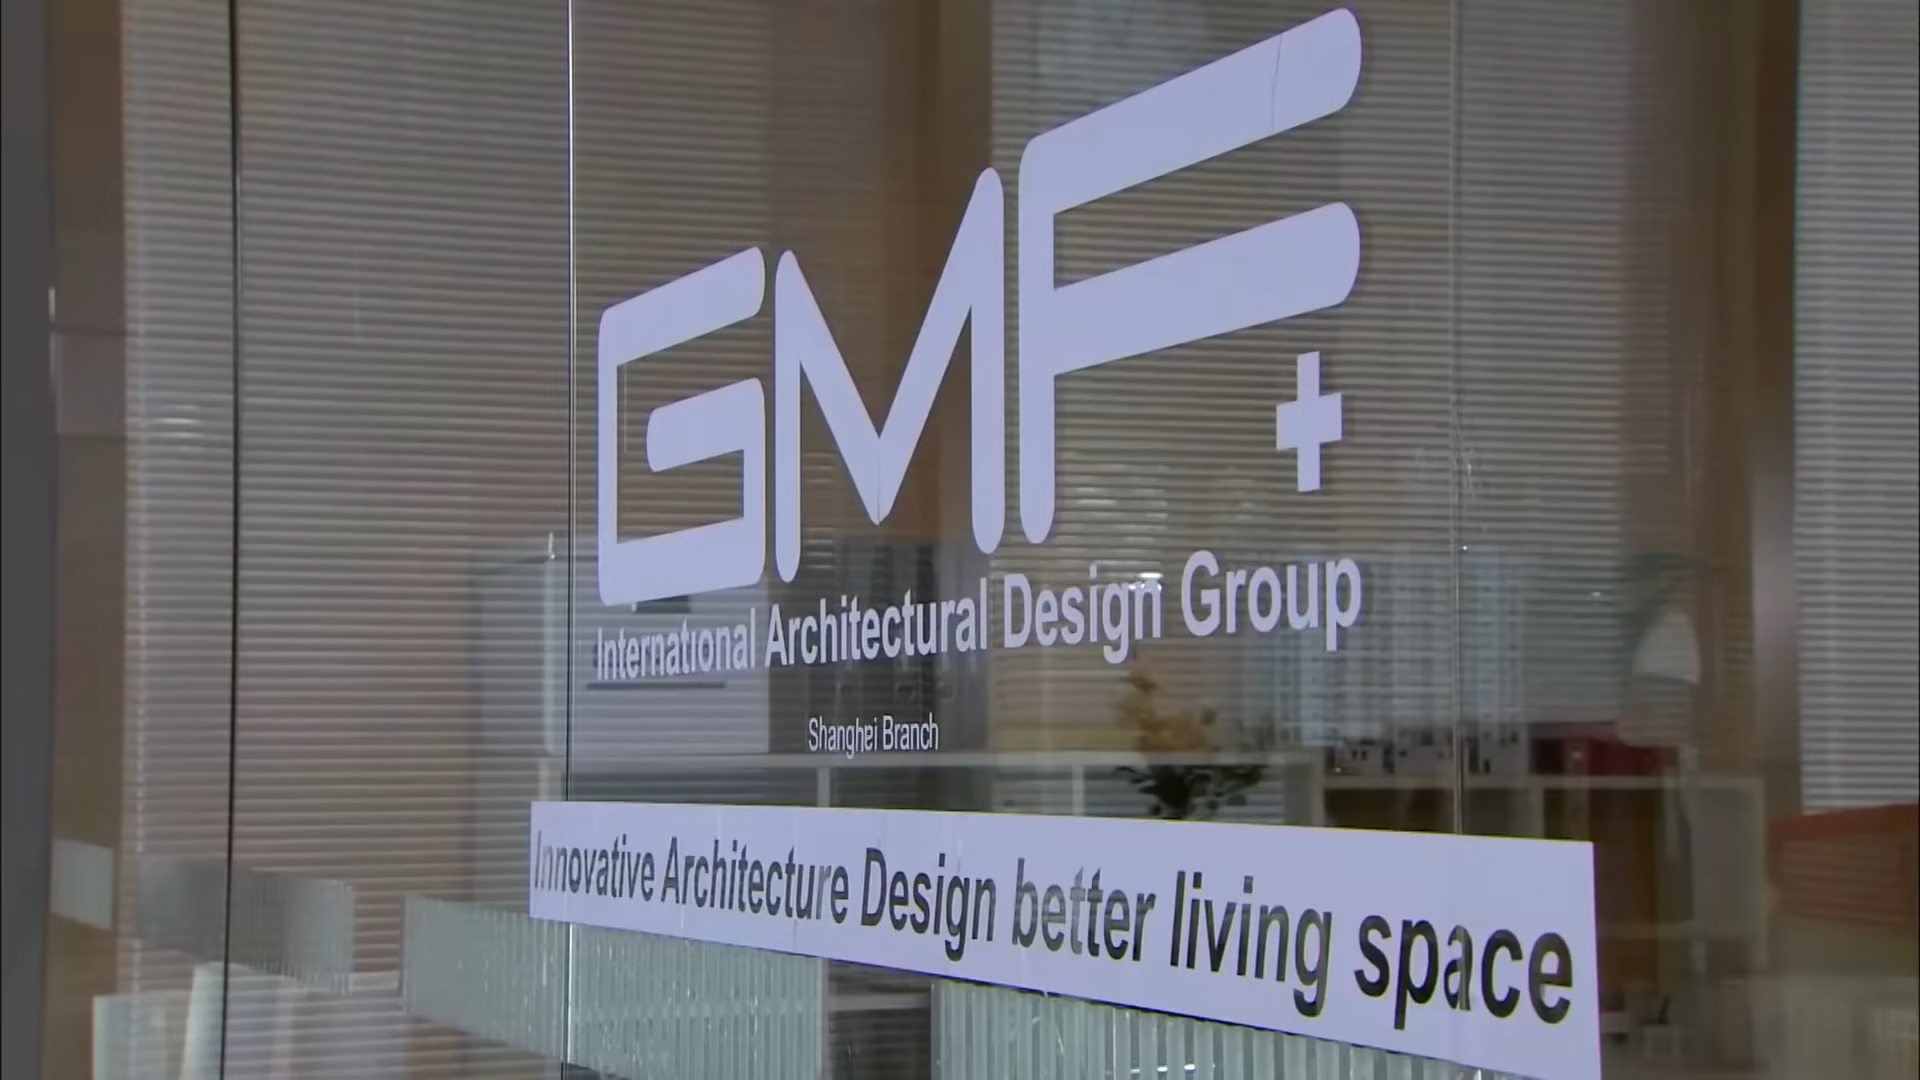 GMF
+
International Architectural Design Group
Shanghei Branch
Innovative Architecture Design better living space